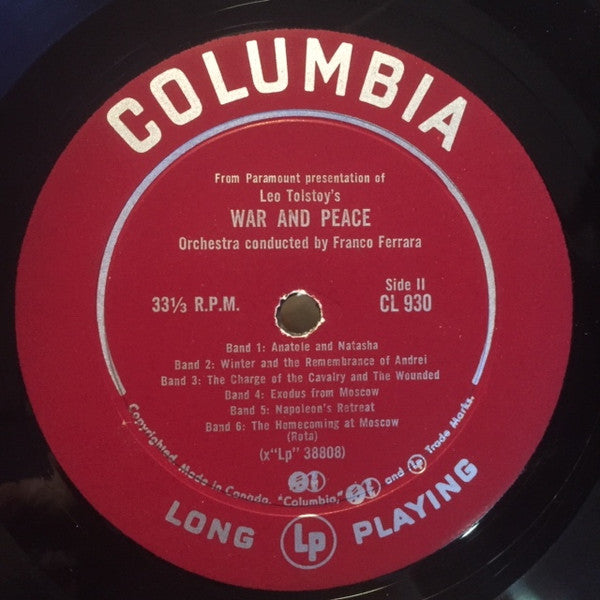 COLUMBIA
From Paramount presentation of
Leo Tolstoy's
WAR AND PEACE
Orchestra conducted by Franco Ferrara
33⅓ R.P.M.
Side II
CL 930
Band 1: Anatole and Natasha
Band 2: Winter and the Remembrance of Andrei
Band 3: The Charge of the Cavalry and The Wounded
Band 4: Exodus from Moscow
Band 5: Napoleon's Retreat
Band 6: The Homecoming at Moscow
(Rota)
(x"Lp" 38808)
Copyrighted. Made in Canada. "Columbia," and Lp Trade Marks.
LONG Lp PLAYING